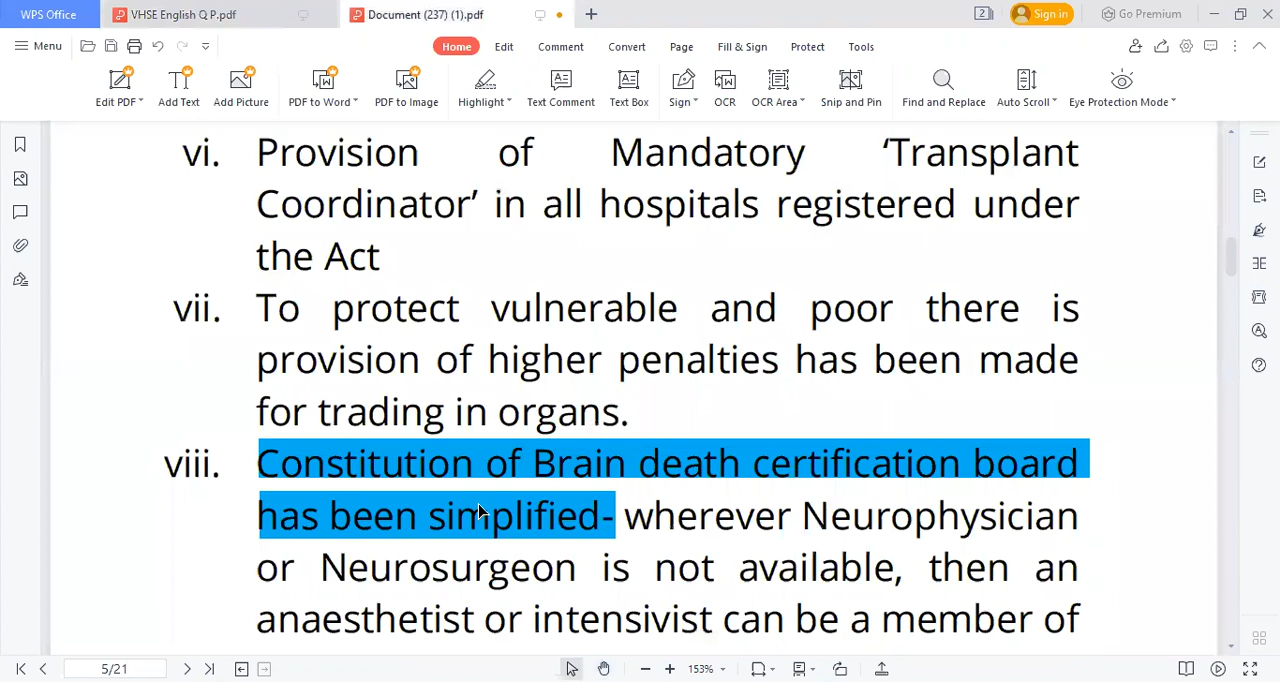 WPS Office
VHSE English Q P.pdf
Document (237) (1).pdf
2
Sign in
Go Premium
Menu
Home Edit Comment Convert Page Fill & Sign Protect Tools
Edit PDF Add Text Add Picture PDF to Word PDF to Image Highlight Text Comment Text Box Sign OCR OCR Area Snip and Pin Find and Replace Auto Scroll Eye Protection Mode
vi. Provision of Mandatory ‘Transplant
Coordinator’ in all hospitals registered under
the Act
vii. To protect vulnerable and poor there is
provision of higher penalties has been made
for trading in organs.
viii. Constitution of Brain death certification board
has been simplified- wherever Neurophysician
or Neurosurgeon is not available, then an
anaesthetist or intensivist can be a member of
5/21
153%